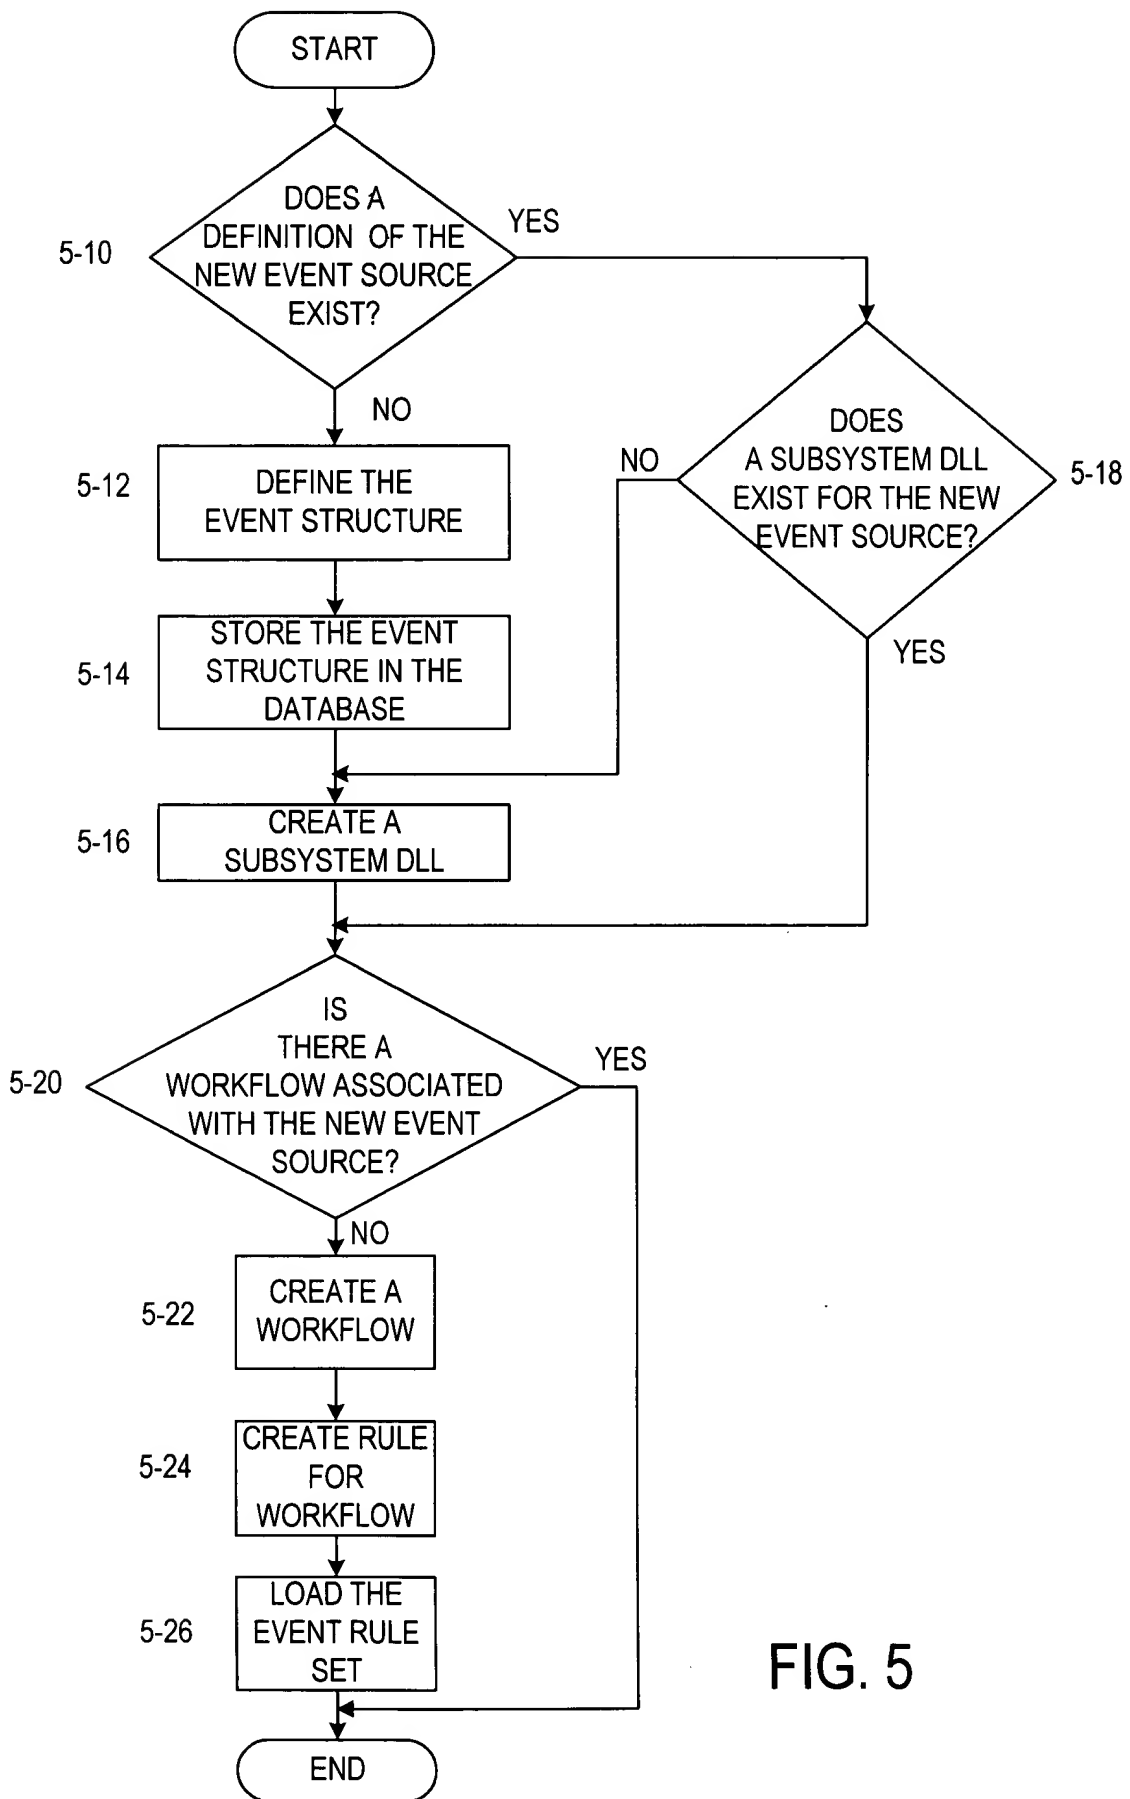 START
DOES A
DEFINITION OF THE
NEW EVENT SOURCE
EXIST?
5-10
YES
NO
DOES
A SUBSYSTEM DLL
EXIST FOR THE NEW
EVENT SOURCE?
5-18
NO
YES
5-12
DEFINE THE
EVENT STRUCTURE
5-14
STORE THE EVENT
STRUCTURE IN THE
DATABASE
5-16
CREATE A
SUBSYSTEM DLL
5-20
IS
THERE A
WORKFLOW ASSOCIATED
WITH THE NEW EVENT
SOURCE?
YES
NO
5-22
CREATE A
WORKFLOW
5-24
CREATE RULE
FOR
WORKFLOW
5-26
LOAD THE
EVENT RULE
SET
END
FIG. 5